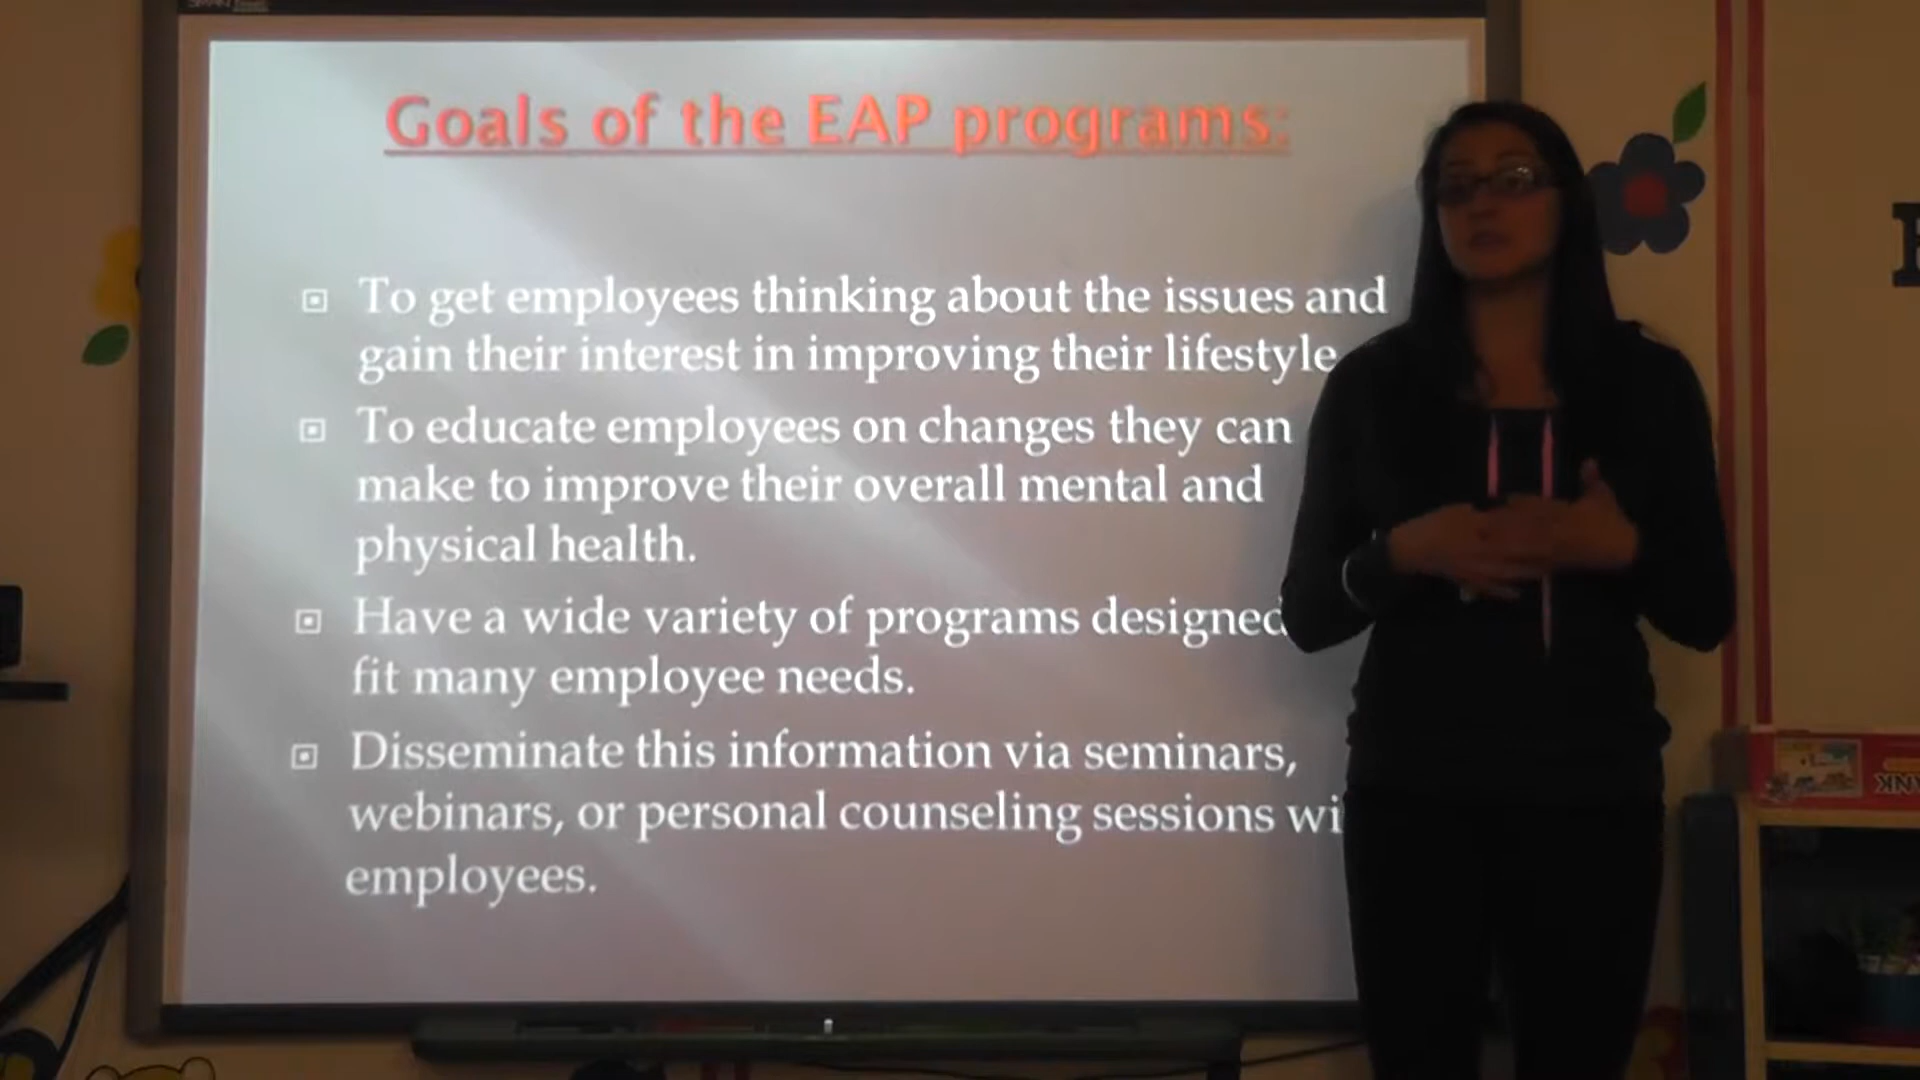 Goals of the EAP programs:
To get employees thinking about the issues and
gain their interest in improving their lifestyle
To educate employees on changes they can
make to improve their overall mental and
physical health.
Have a wide variety of programs designed
fit many employee needs.
Disseminate this information via seminars,
webinars, or personal counseling sessions wi
employees.